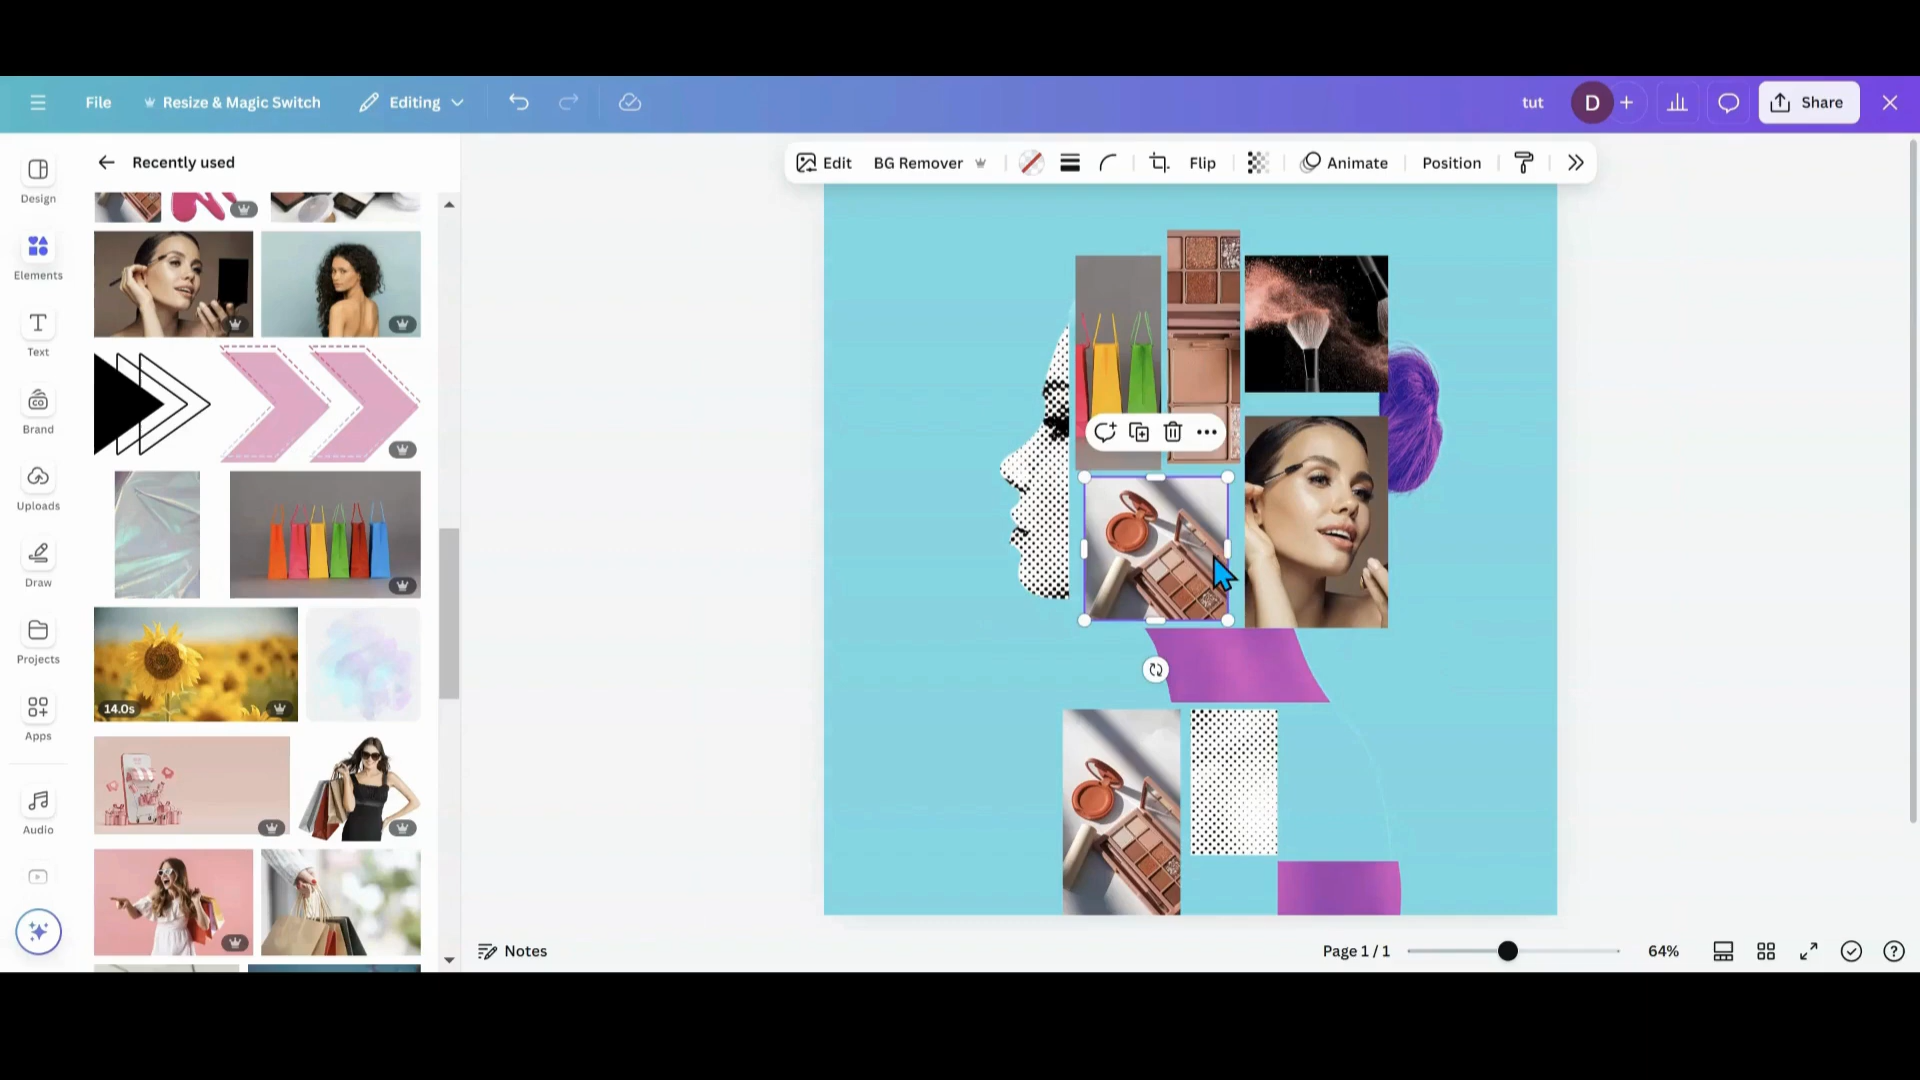 File
Resize & Magic Switch
Editing
tut
D
Share
Design
Elements
Text
Brand
Uploads
Draw
Projects
Apps
Audio
Recently used
14.0s
Edit
BG Remover
Flip
Animate
Position
Notes
Page 1 / 1
64%